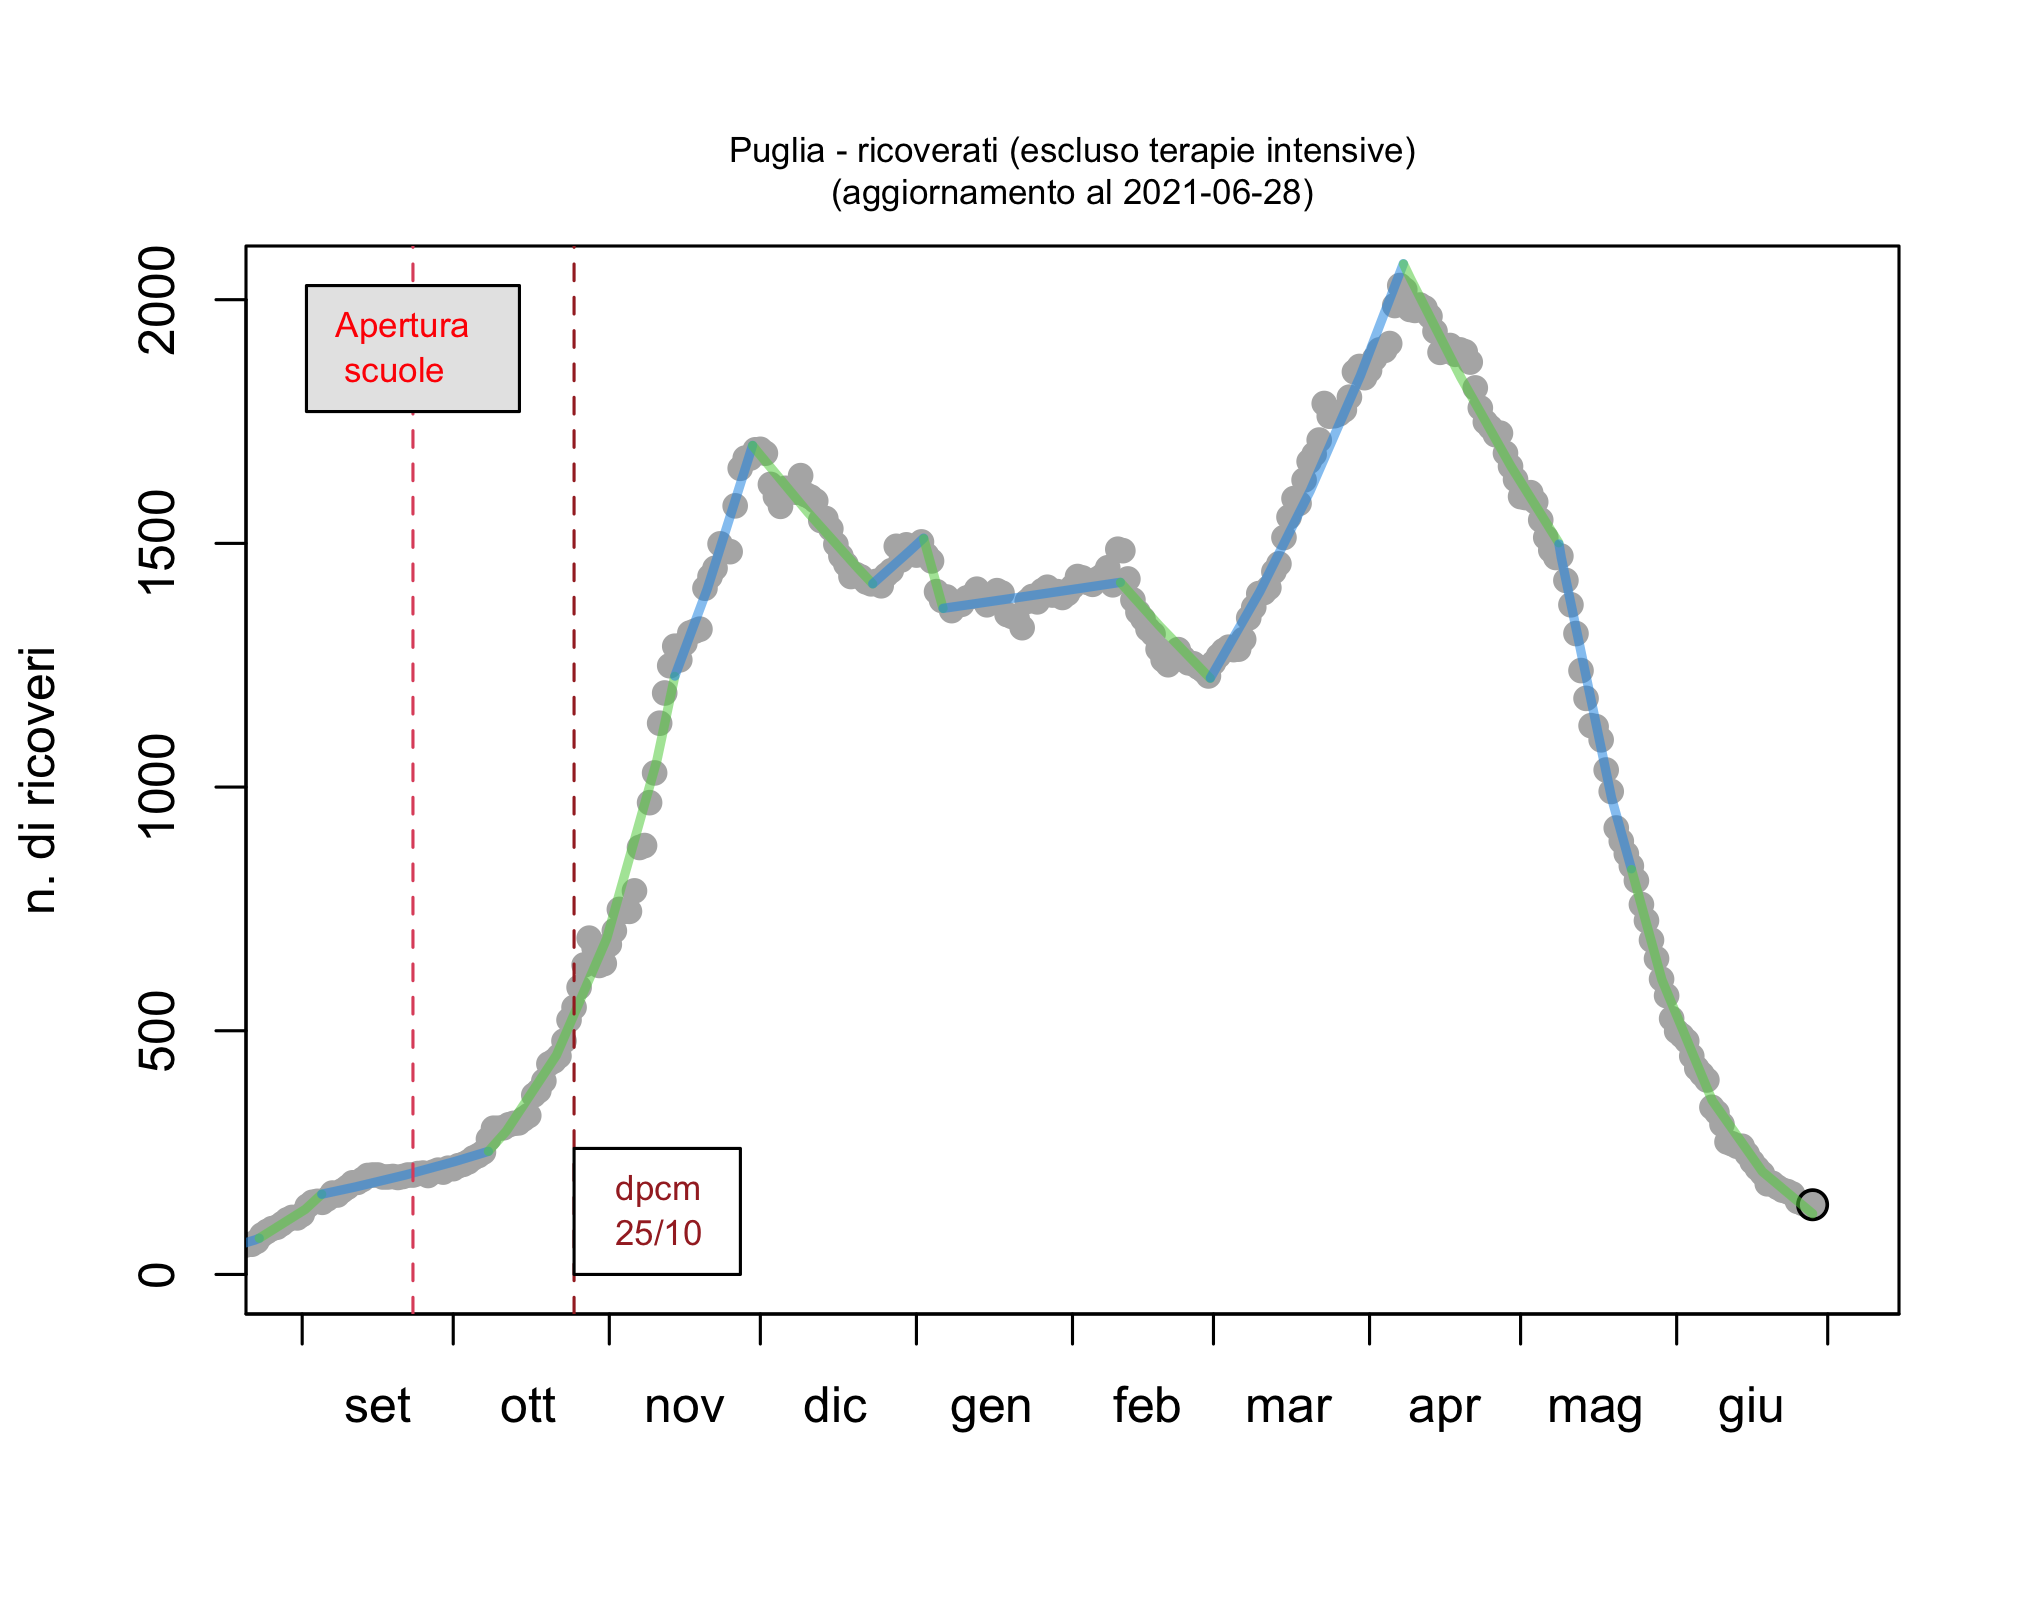 Puglia - ricoverati (escluso terapie intensive)
(aggiornamento al 2021-06-28)
n. di ricoveri
2000
1500
1000
500
0
Apertura
scuole
dpcm
25/10
set ott nov dic gen feb mar apr mag giu